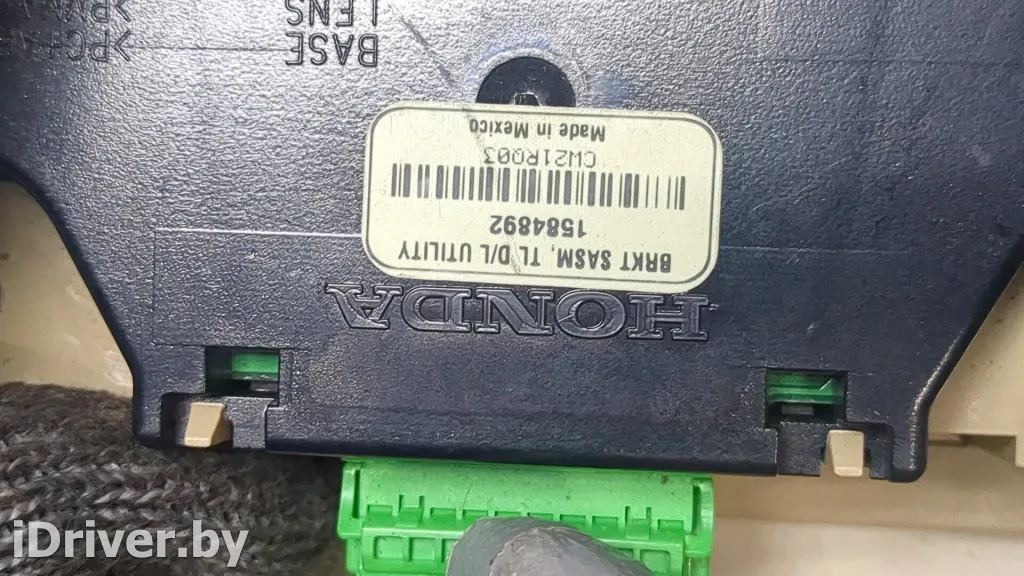 BRKT SASM, TL D/L UTILITY
1584892
CW21R003
Made in Mexico
HONDA
BASE
LENS
iDriver.by